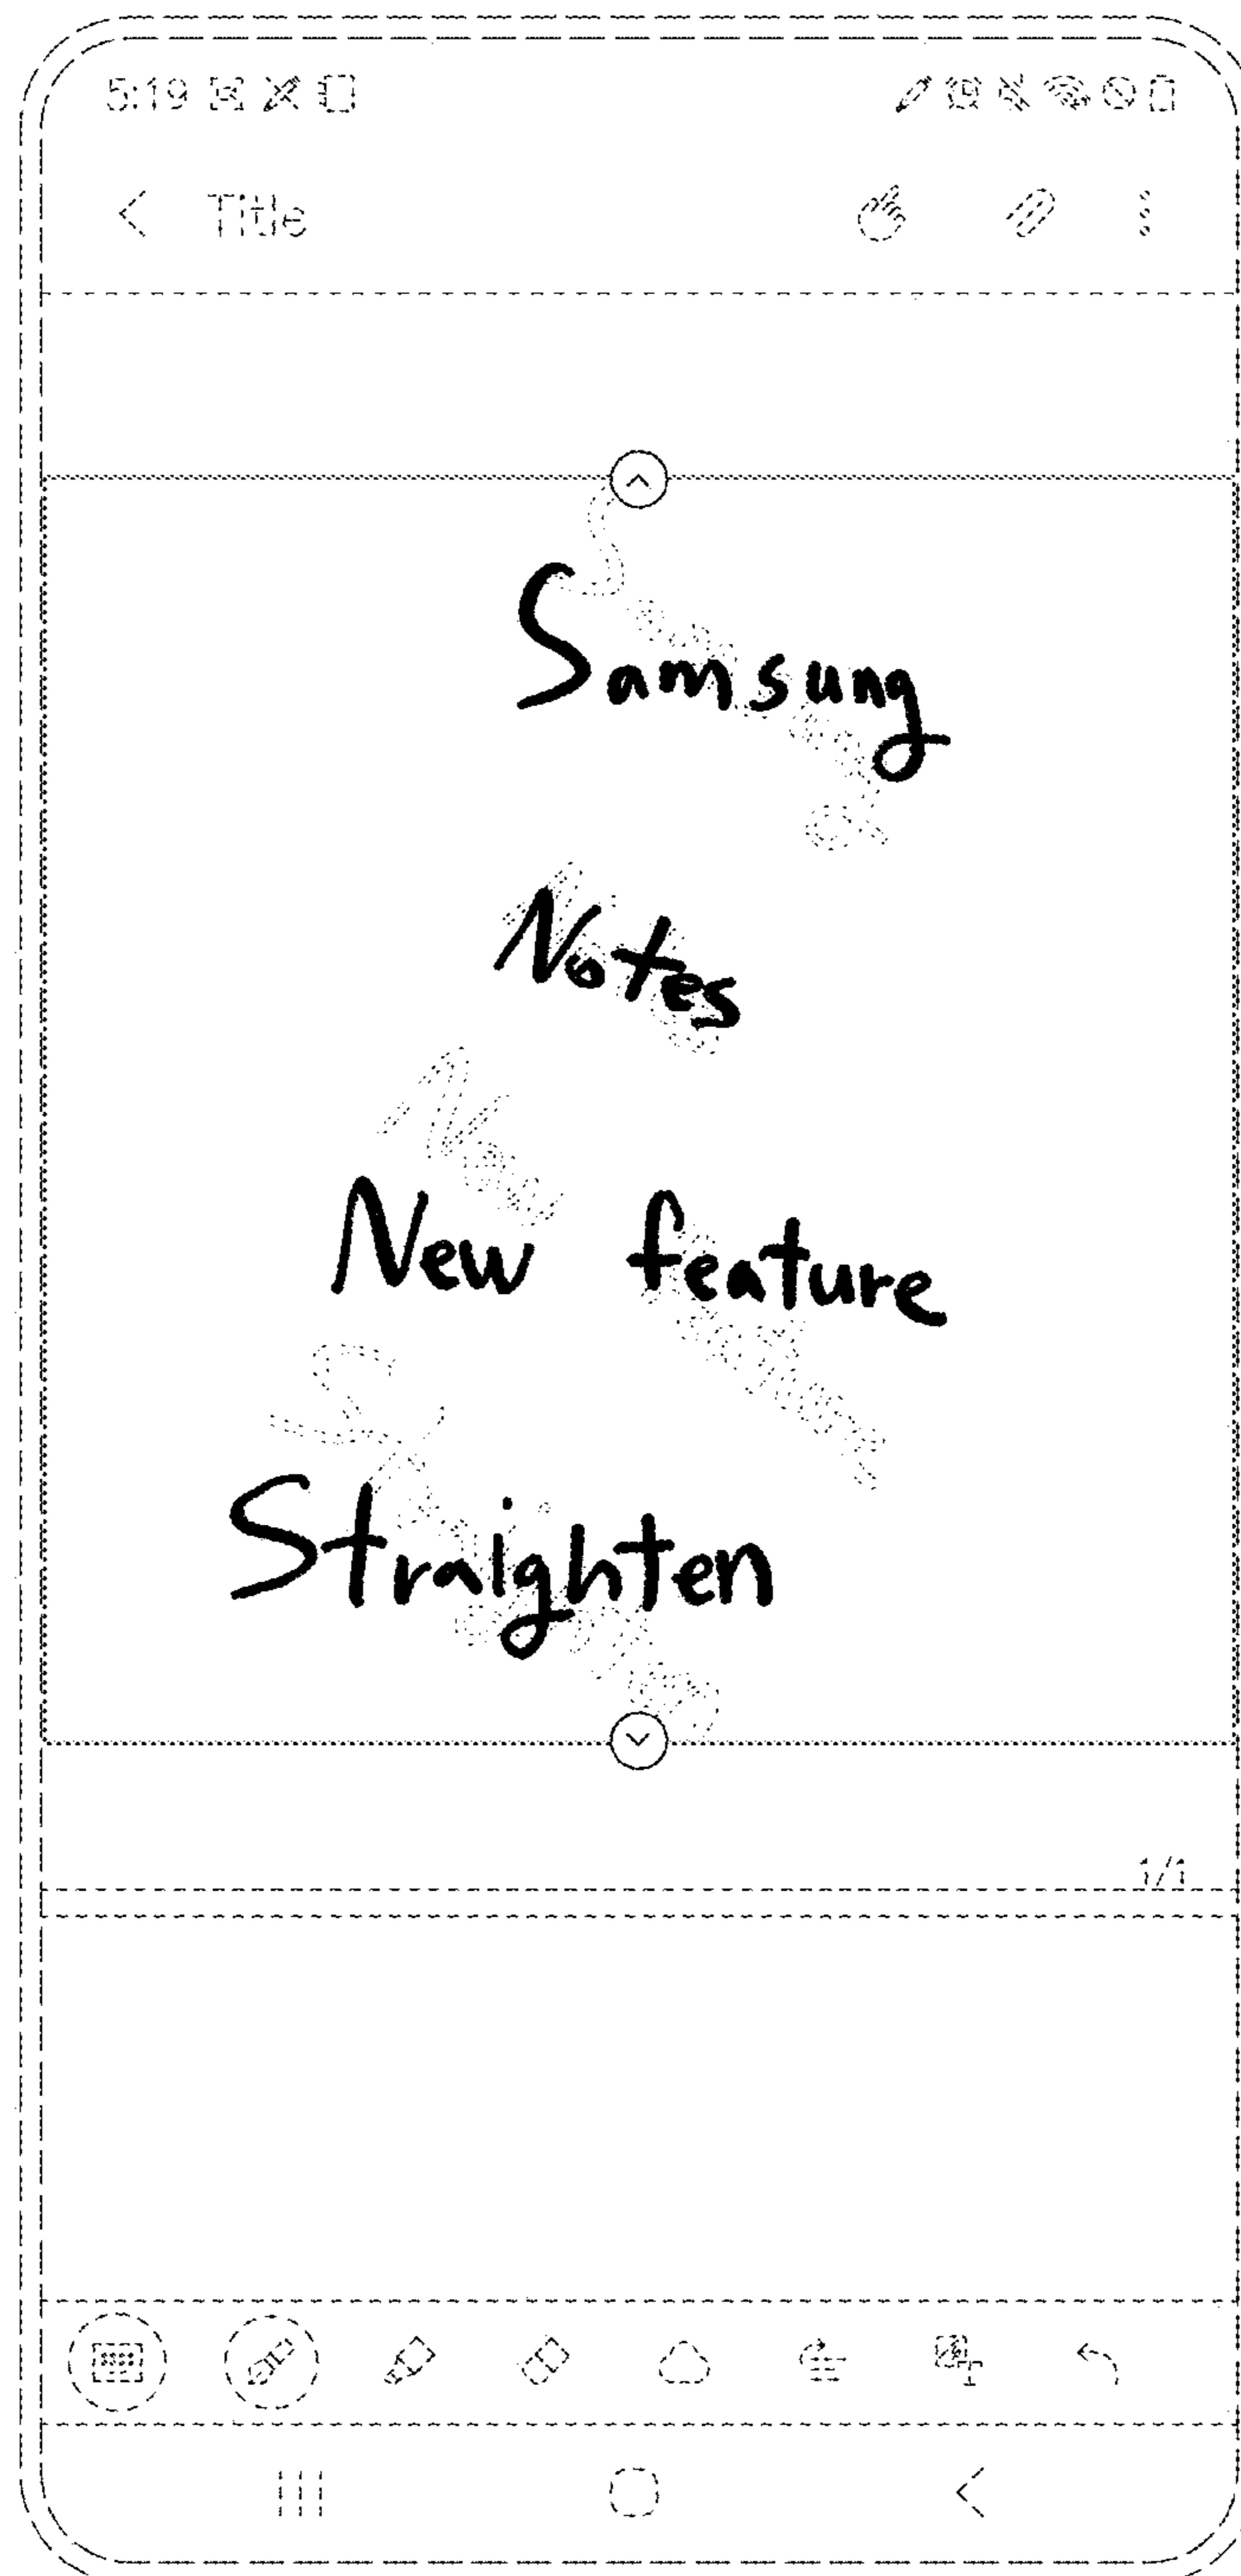 5:19
Title
Samsung
Notes
New feature
Straighten
1/1